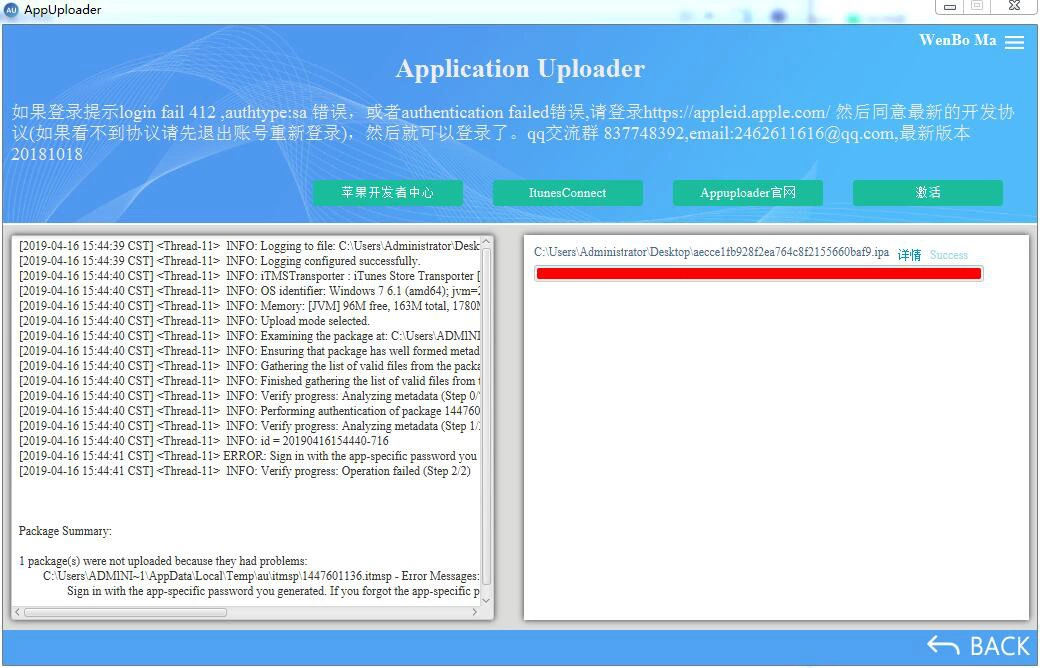 AU AppUploader
WenBo Ma
Application Uploader
如果登录提示login fail 412 ,authtype:sa 错误，或者authentication failed错误,请登录https://appleid.apple.com/ 然后同意最新的开发协
议(如果看不到协议请先退出账号重新登录)，然后就可以登录了。qq交流群 837748392,email:2462611616@qq.com,最新版本
20181018
苹果开发者中心 ItunesConnect Appuploader官网 激活
[2019-04-16 15:44:39 CST] <Thread-11>  INFO: Logging to file: C:\Users\Administrator\Desk
[2019-04-16 15:44:39 CST] <Thread-11>  INFO: Logging configured successfully.
[2019-04-16 15:44:40 CST] <Thread-11>  INFO: iTMSTransporter : iTunes Store Transporter [
[2019-04-16 15:44:40 CST] <Thread-11>  INFO: OS identifier: Windows 7 6.1 (amd64); jvm=
[2019-04-16 15:44:40 CST] <Thread-11>  INFO: Memory: [JVM] 96M free, 163M total, 1780M
[2019-04-16 15:44:40 CST] <Thread-11>  INFO: Upload mode selected.
[2019-04-16 15:44:40 CST] <Thread-11>  INFO: Examining the package at: C:\Users\ADMINI
[2019-04-16 15:44:40 CST] <Thread-11>  INFO: Ensuring that package has well formed metad
[2019-04-16 15:44:40 CST] <Thread-11>  INFO: Gathering the list of valid files from the packa
[2019-04-16 15:44:40 CST] <Thread-11>  INFO: Finished gathering the list of valid files from
[2019-04-16 15:44:40 CST] <Thread-11>  INFO: Verify progress: Analyzing metadata (Step 0/
[2019-04-16 15:44:40 CST] <Thread-11>  INFO: Performing authentication of package 144760
[2019-04-16 15:44:40 CST] <Thread-11>  INFO: Verify progress: Analyzing metadata (Step 1/
[2019-04-16 15:44:40 CST] <Thread-11>  INFO: id = 20190416154440-716
[2019-04-16 15:44:41 CST] <Thread-11> ERROR: Sign in with the app-specific password you
[2019-04-16 15:44:41 CST] <Thread-11>  INFO: Verify progress: Operation failed (Step 2/2)
Package Summary:
1 package(s) were not uploaded because they had problems:
C:\Users\ADMINI~1\AppData\Local\Temp\au\itmsp\1447601136.itmsp - Error Messages:
Sign in with the app-specific password you generated. If you forgot the app-specific p
C:\Users\Administrator\Desktop\aecce1fb928f2ea764c8f2155660baf9.ipa 详情 Success
BACK